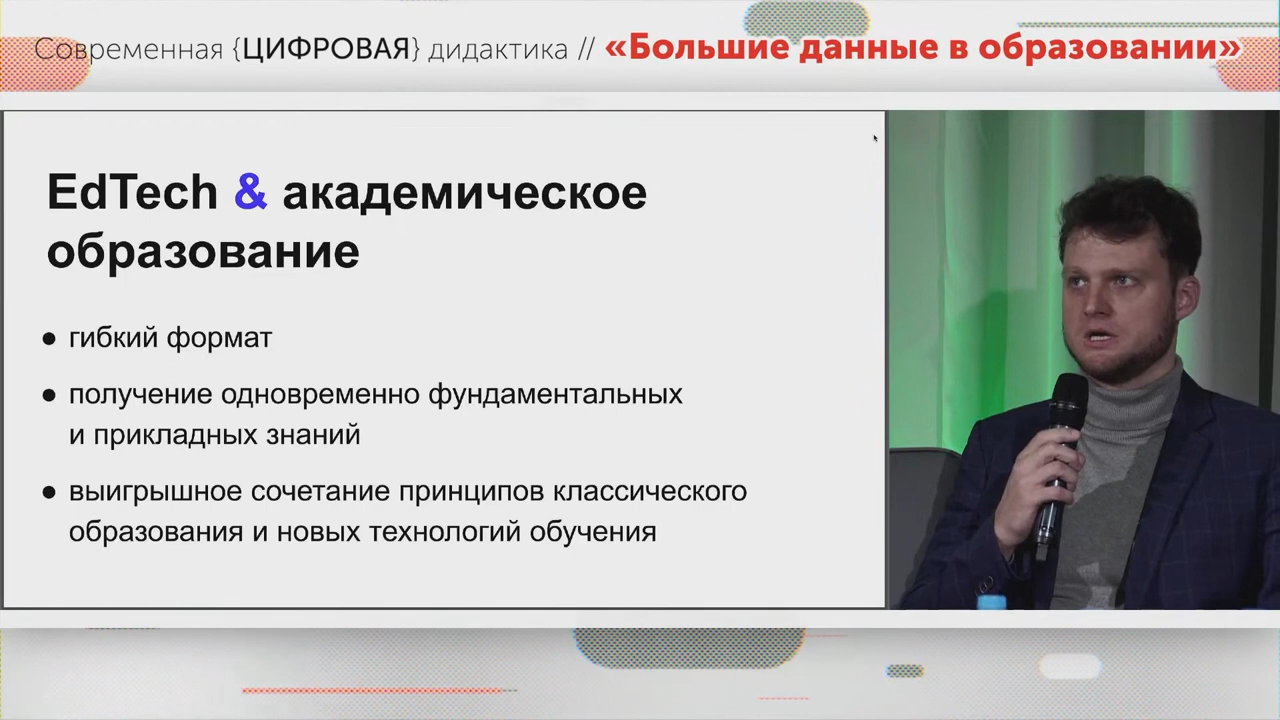 Современная {ЦИФРОВАЯ} дидактика // «Большие данные в образовании»
EdTech & академическое
образование
● гибкий формат
● получение одновременно фундаментальных
и прикладных знаний
● выигрышное сочетание принципов классического
образования и новых технологий обучения